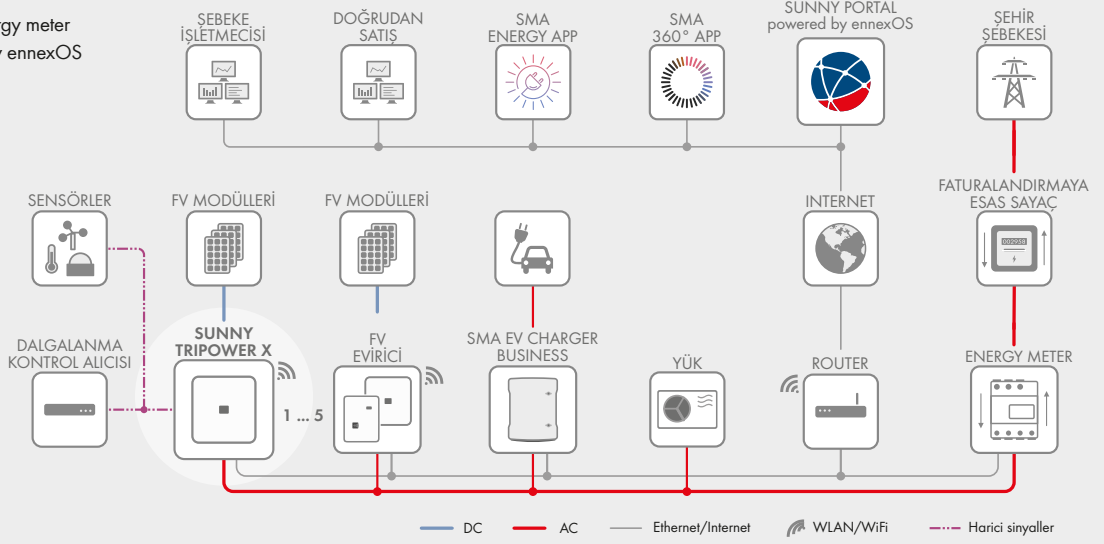 gy meter
ennexOS
ŞEBEKE
İŞLETMECİSİ
DOĞRUDAN
SATIŞ
SMA
ENERGY APP
SMA
360° APP
SUNNY PORTAL
powered by ennexOS
ŞEHİR
ŞEBEKESİ
SENSÖRLER
FV MODÜLLERİ
FV MODÜLLERİ
INTERNET
FATURALANDIRMAYA
ESAS SAYAÇ
003958
DALGALANMA
KONTROL ALICISI
SUNNY
TRIPOWER X
1 ... 5
FV
EVİRİCİ
SMA EV CHARGER
BUSINESS
YÜK
ROUTER
ENERGY METER
DC
AC
Ethernet/Internet
WLAN/WiFi
Harici sinyaller